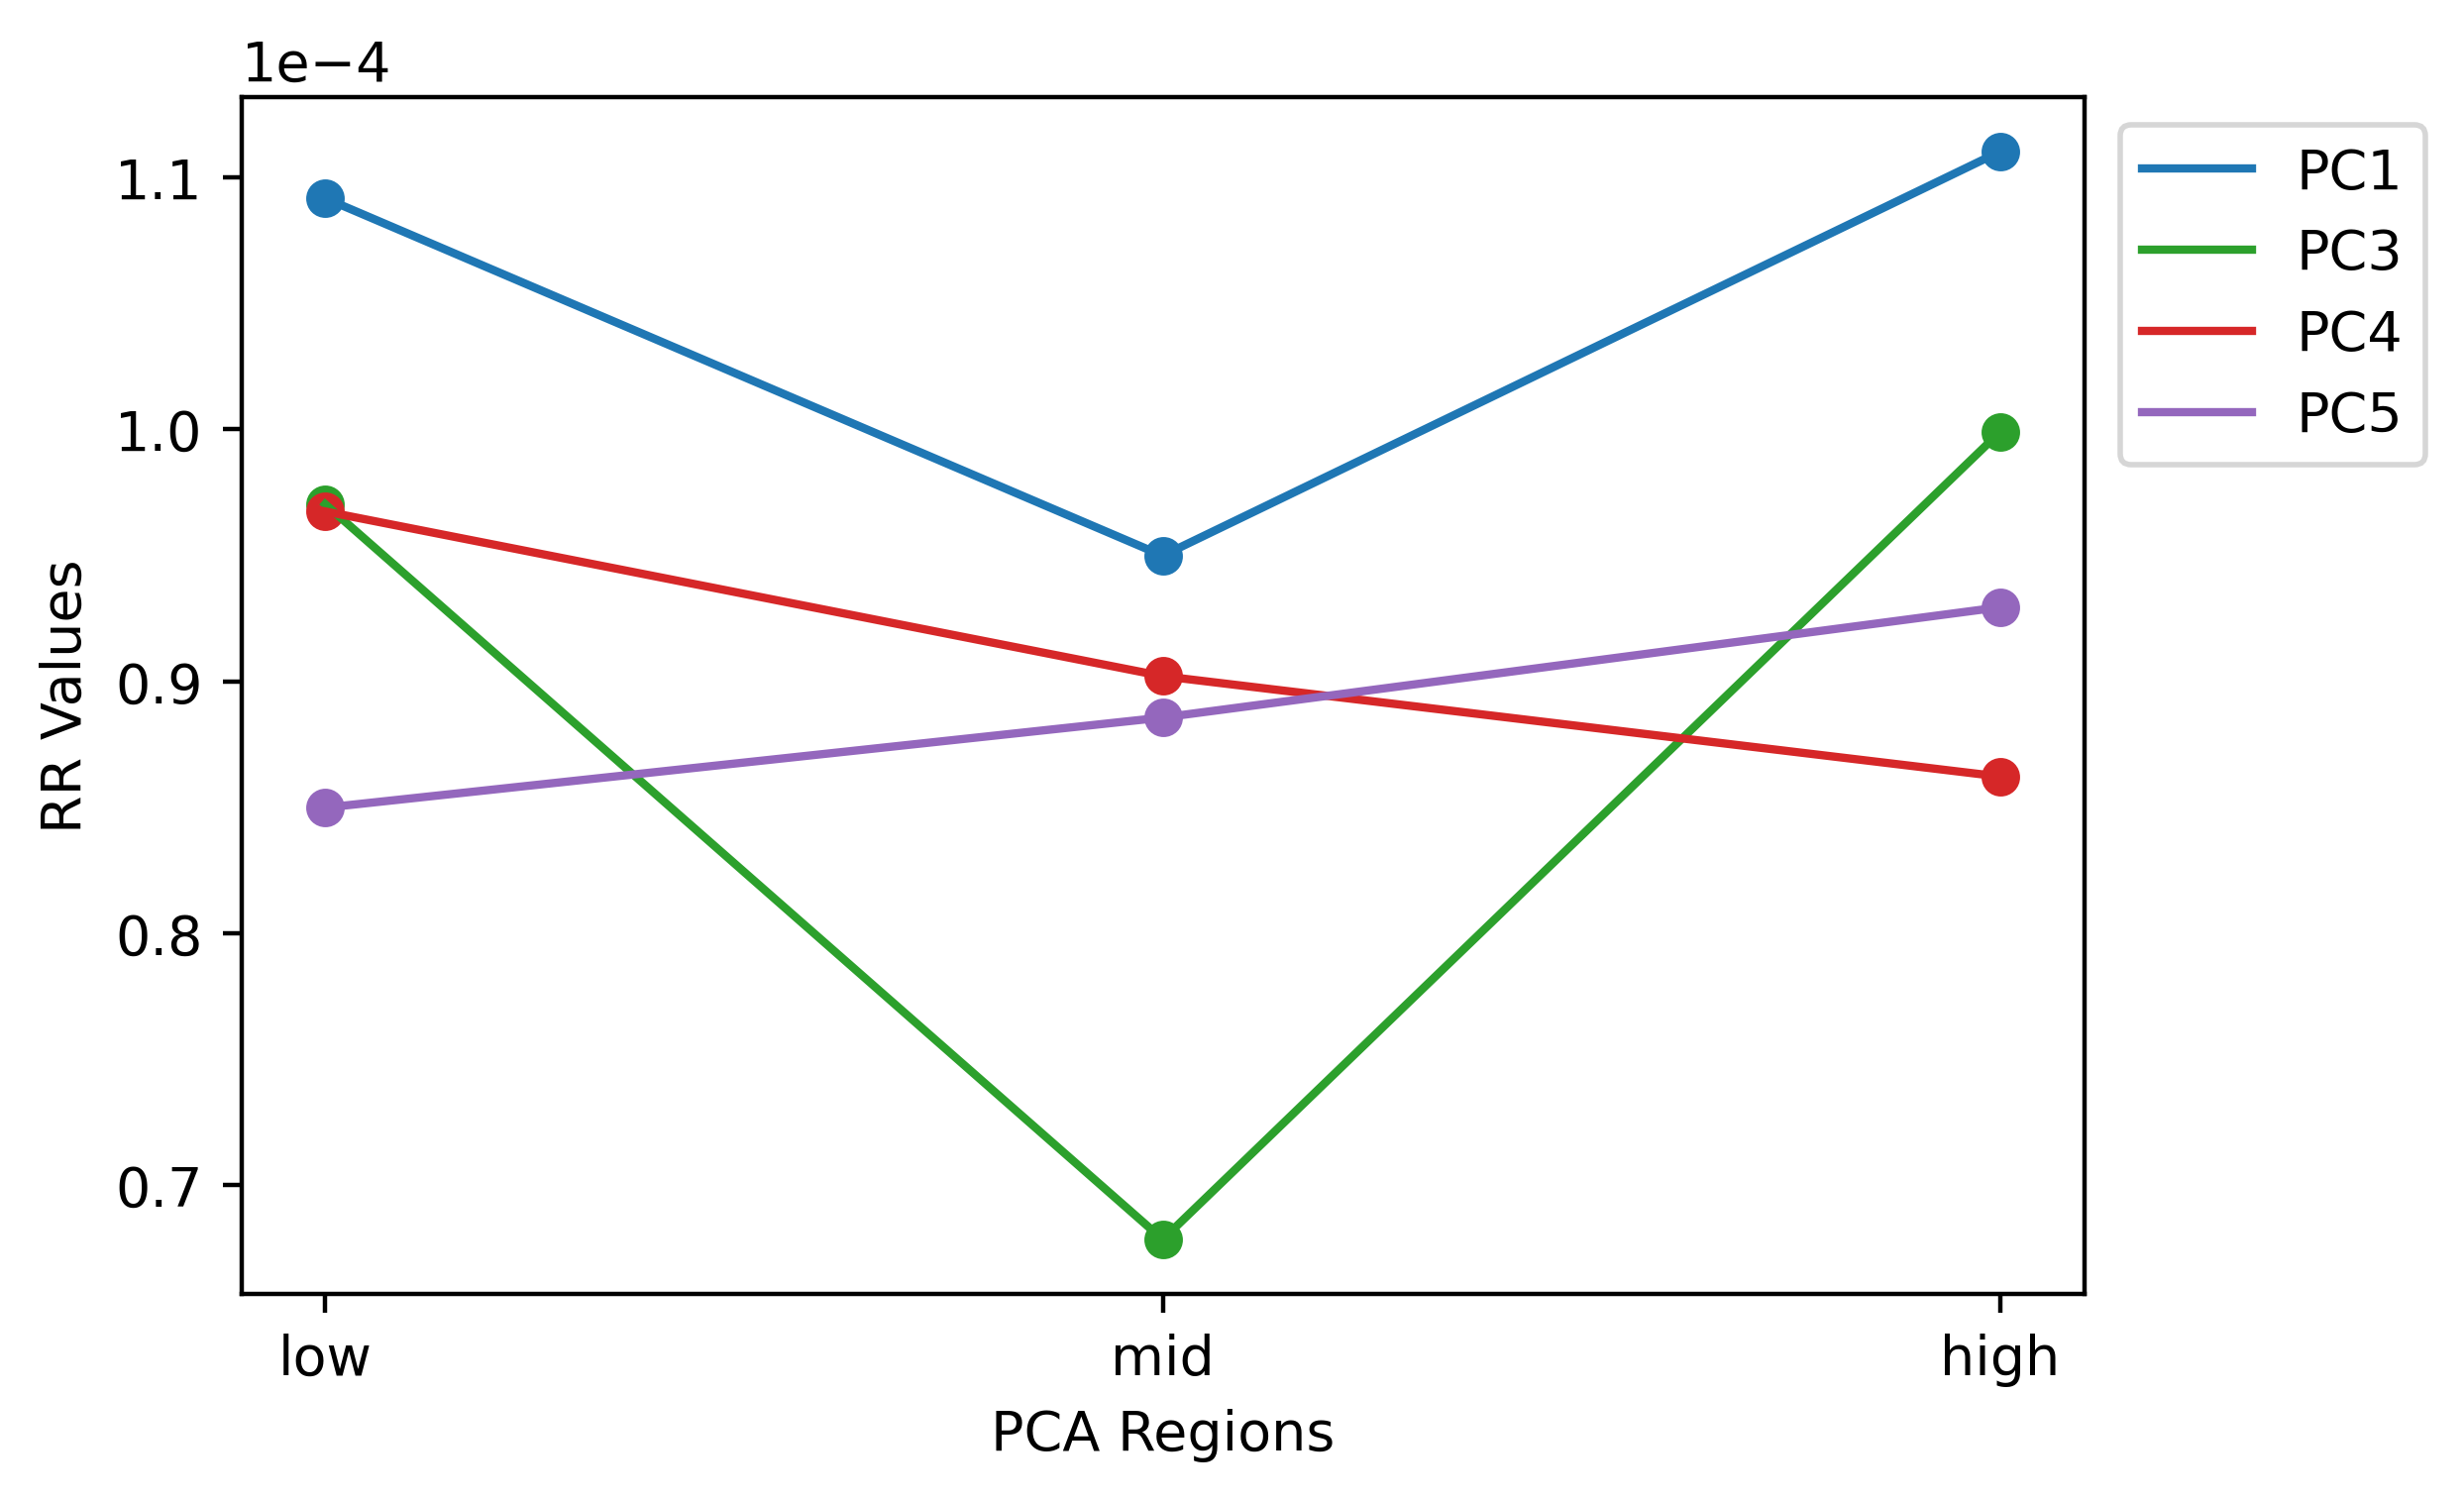 1e−4
1.1
1.0
0.9
0.8
0.7
RR Values
low
mid
high
PCA Regions
PC1
PC3
PC4
PC5